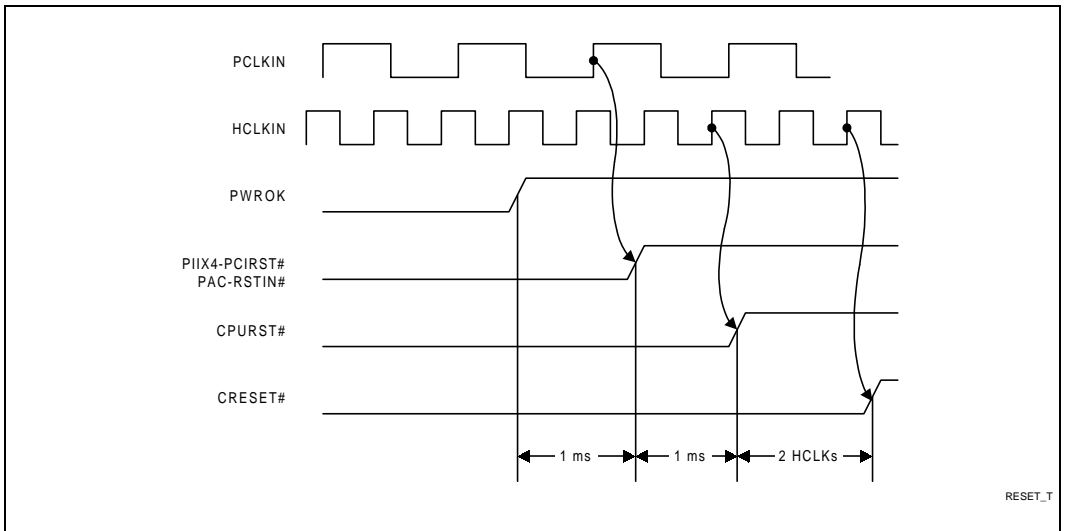 PCLKIN
HCLKIN
PWROK
PIIX4-PCIRST#
PAC-RSTIN#
CPURST#
CRESET#
1 ms
1 ms
2 HCLKs
RESET_T